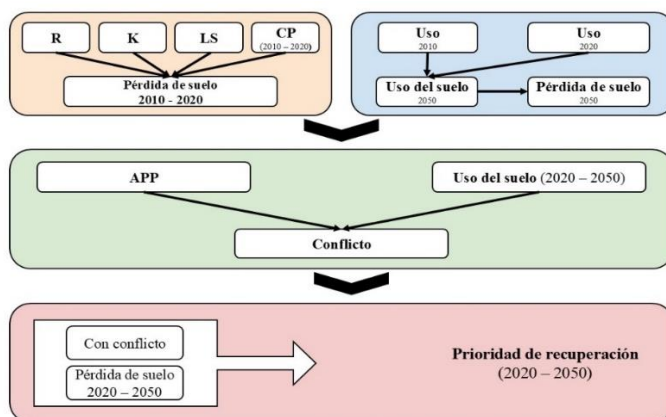 R
K
LS
CP
(2010 – 2020)
Pérdida de suelo
2010 - 2020
Uso
2010
Uso
2020
Uso del suelo
2050
Pérdida de suelo
2050
APP
Uso del suelo (2020 – 2050)
Conflicto
Con conflicto
Pérdida de suelo
2020 – 2050
Prioridad de recuperación
(2020 – 2050)